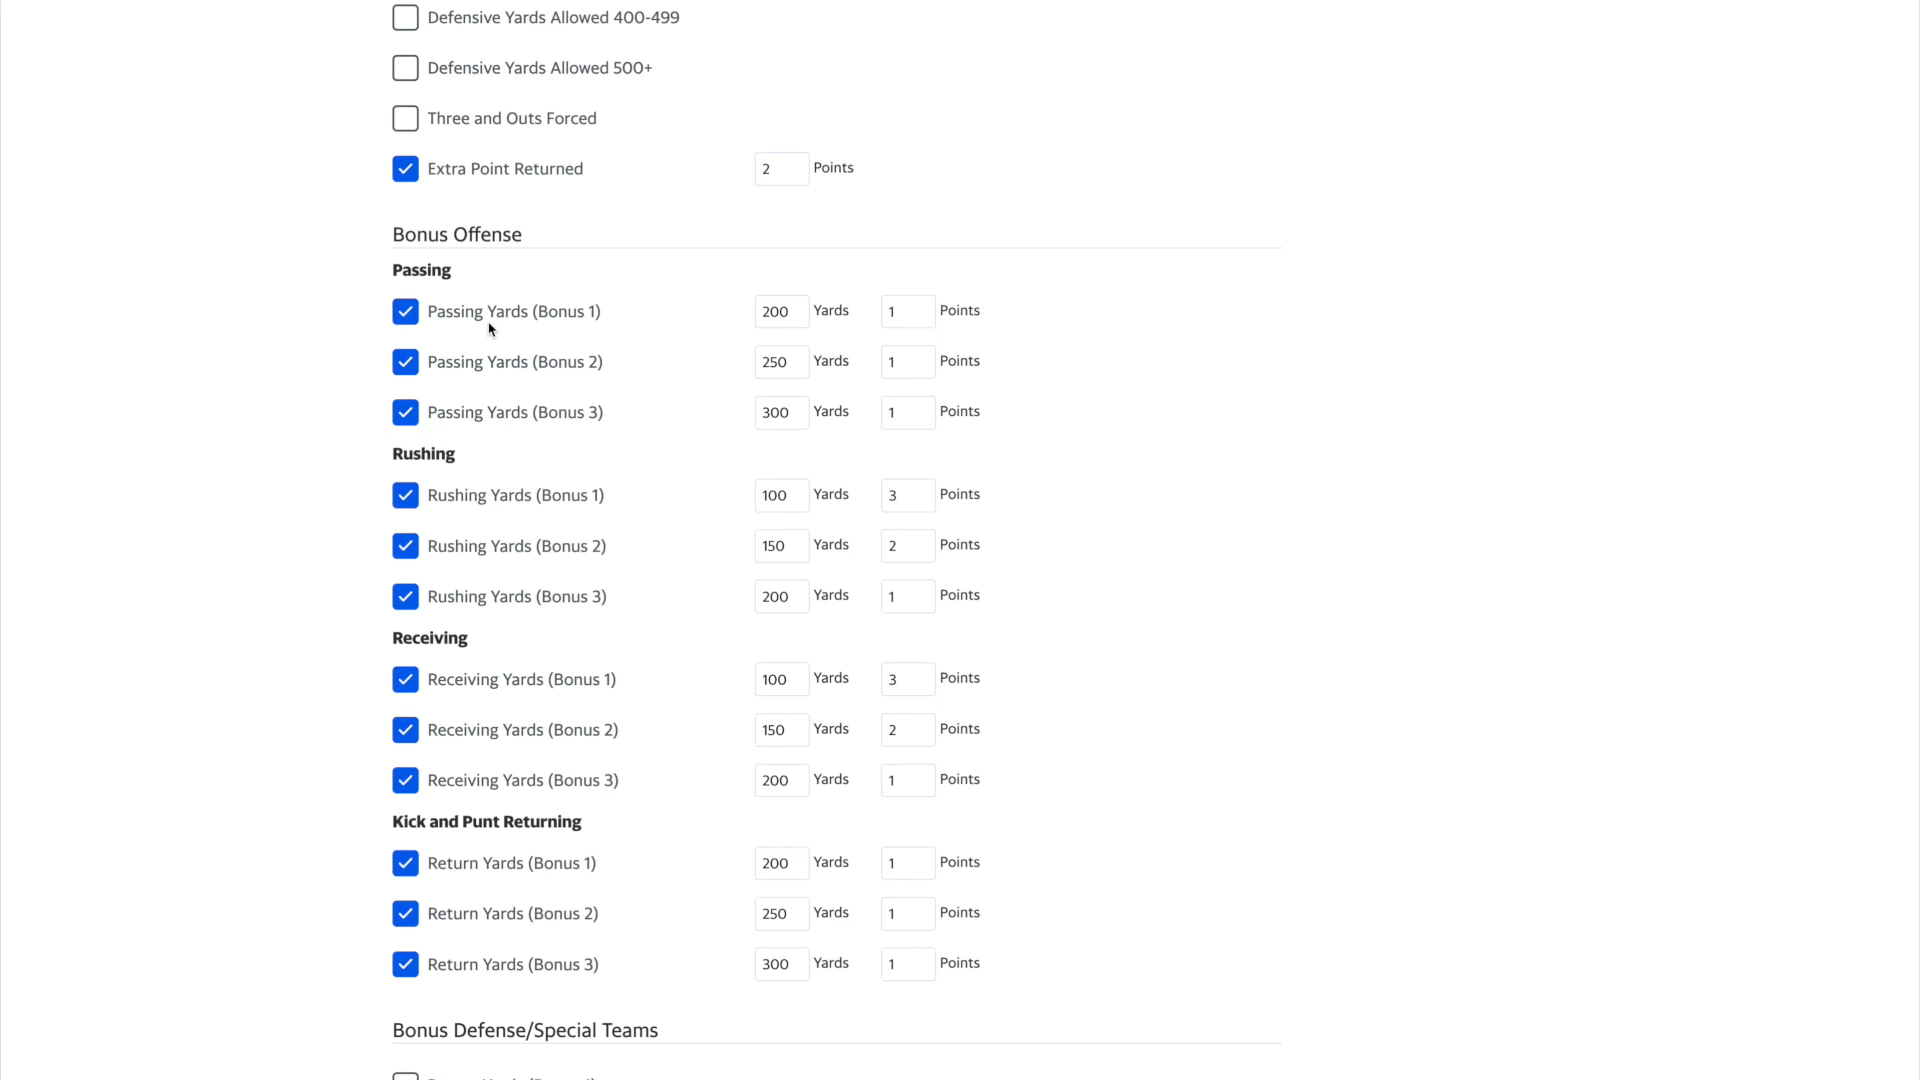 Defensive Yards Allowed 400-499
Defensive Yards Allowed 500+
Three and Outs Forced
Extra Point Returned 2 Points
Bonus Offense
Passing
Passing Yards (Bonus 1) 200 Yards 1 Points
Passing Yards (Bonus 2) 250 Yards 1 Points
Passing Yards (Bonus 3) 300 Yards 1 Points
Rushing
Rushing Yards (Bonus 1) 100 Yards 3 Points
Rushing Yards (Bonus 2) 150 Yards 2 Points
Rushing Yards (Bonus 3) 200 Yards 1 Points
Receiving
Receiving Yards (Bonus 1) 100 Yards 3 Points
Receiving Yards (Bonus 2) 150 Yards 2 Points
Receiving Yards (Bonus 3) 200 Yards 1 Points
Kick and Punt Returning
Return Yards (Bonus 1) 200 Yards 1 Points
Return Yards (Bonus 2) 250 Yards 1 Points
Return Yards (Bonus 3) 300 Yards 1 Points
Bonus Defense/Special Teams